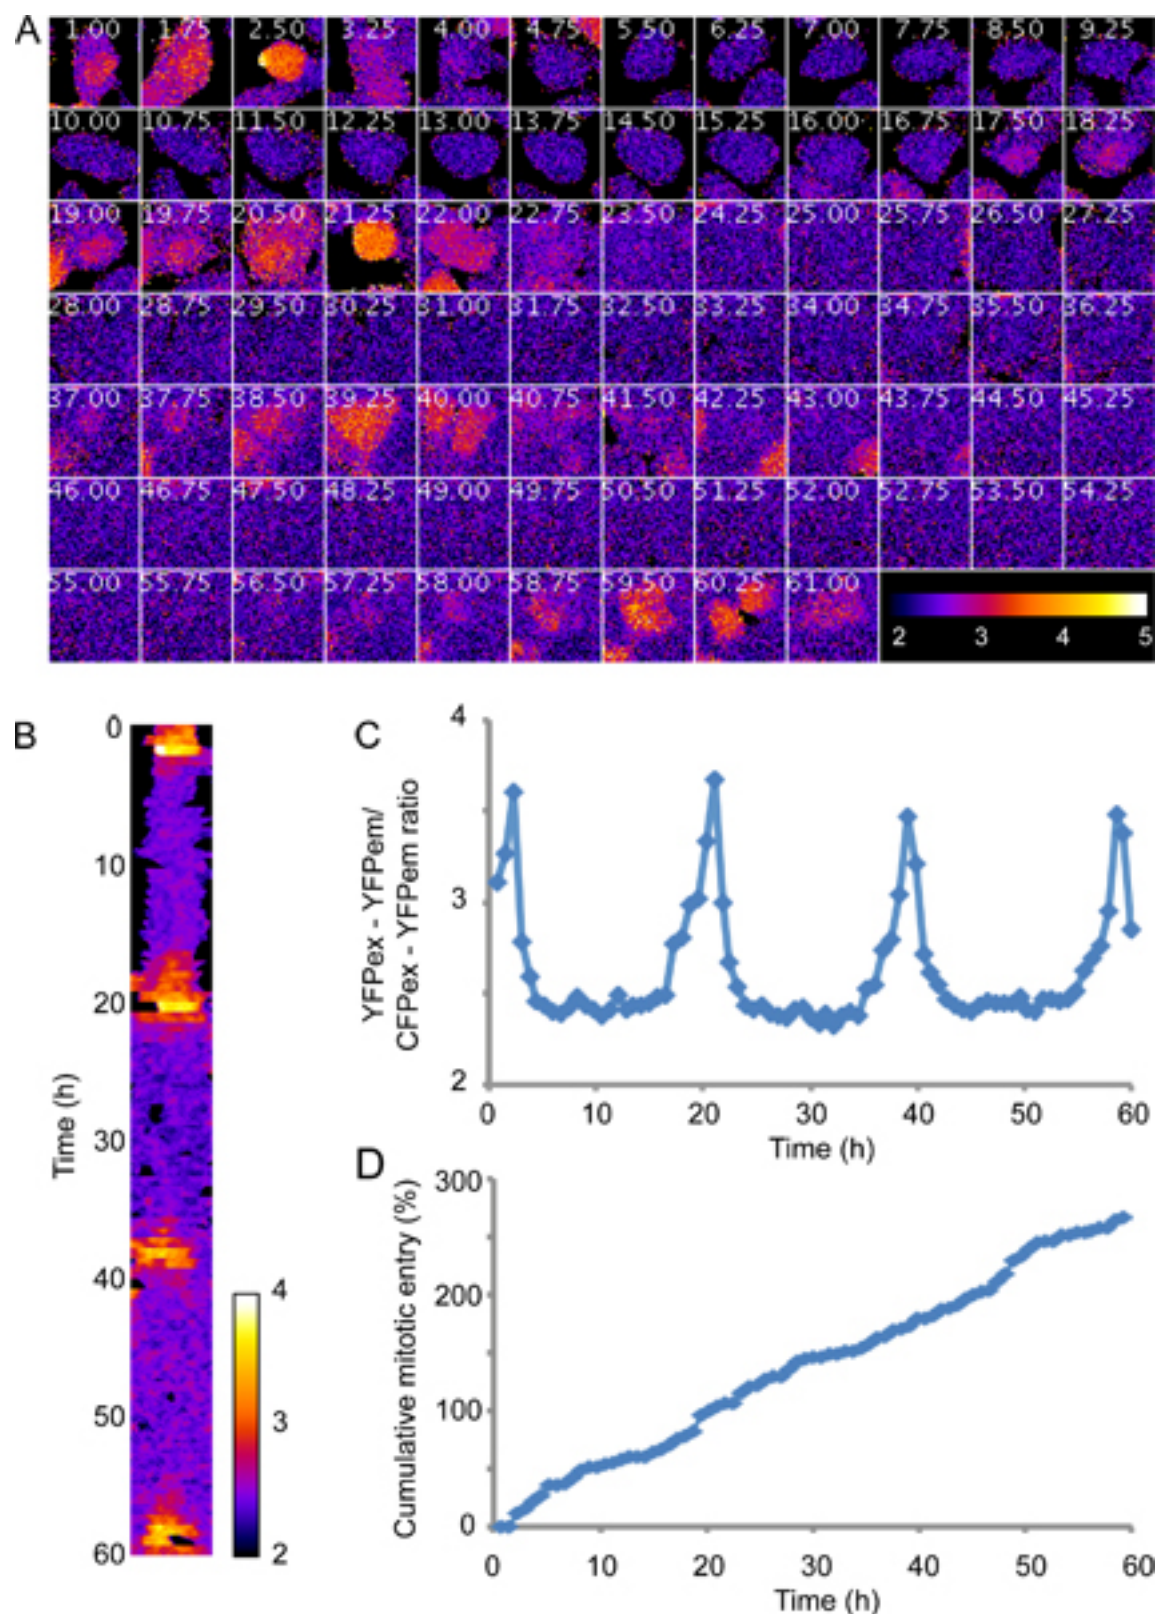 A
1.00 1.75 2.50 3.25 4.00 4.75 5.50 6.25 7.00 7.75 8.50 9.25
10.00 10.75 11.50 12.25 13.00 13.75 14.50 15.25 16.00 16.75 17.50 18.25
19.00 19.75 20.50 21.25 22.00 22.75 23.50 24.25 25.00 25.75 26.50 27.25
28.00 28.75 29.50 30.25 31.00 31.75 32.50 33.25 34.00 34.75 35.50 36.25
37.00 37.75 38.50 39.25 40.00 40.75 41.50 42.25 43.00 43.75 44.50 45.25
46.00 46.75 47.50 48.25 49.00 49.75 50.50 51.25 52.00 52.75 53.50 54.25
55.00 55.75 56.50 57.25 58.00 58.75 59.50 60.25 61.00
2 3 4 5
B
Time (h)
0
10
20
30
40
50
60
4
3
2
C
YFPex - YFPem/
CFPex - YFPem ratio
4
3
2
0 10 20 30 40 50 60
Time (h)
D
Cumulative mitotic entry (%)
300
200
100
0
0 10 20 30 40 50 60
Time (h)